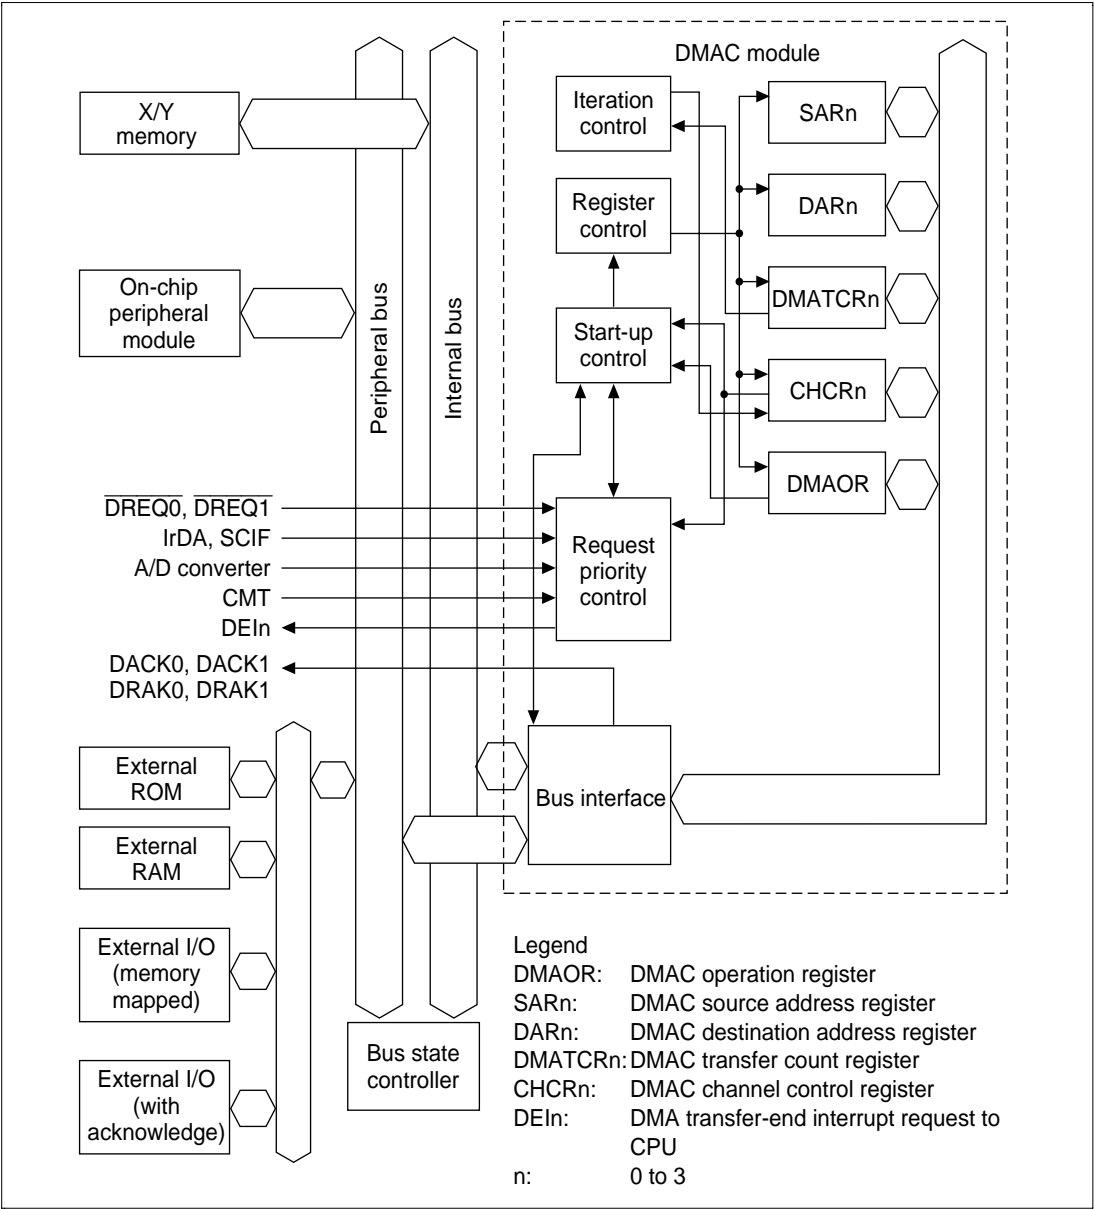 DMAC module
X/Y
memory
Iteration
control
SARn
Register
control
DARn
On-chip
peripheral
module
Peripheral bus
Internal bus
Start-up
control
DMATCRn
CHCRn
DMAOR
DREQ0, DREQ1
IrDA, SCIF
A/D converter
CMT
DEIn
Request
priority
control
DACK0, DACK1
DRAK0, DRAK1
External
ROM
Bus interface
External
RAM
External I/O
(memory
mapped)
External I/O
(with
acknowledge)
Bus state
controller
Legend
DMAOR: DMAC operation register
SARn: DMAC source address register
DARn: DMAC destination address register
DMATCRn: DMAC transfer count register
CHCRn: DMAC channel control register
DEIn: DMA transfer-end interrupt request to
CPU
n: 0 to 3